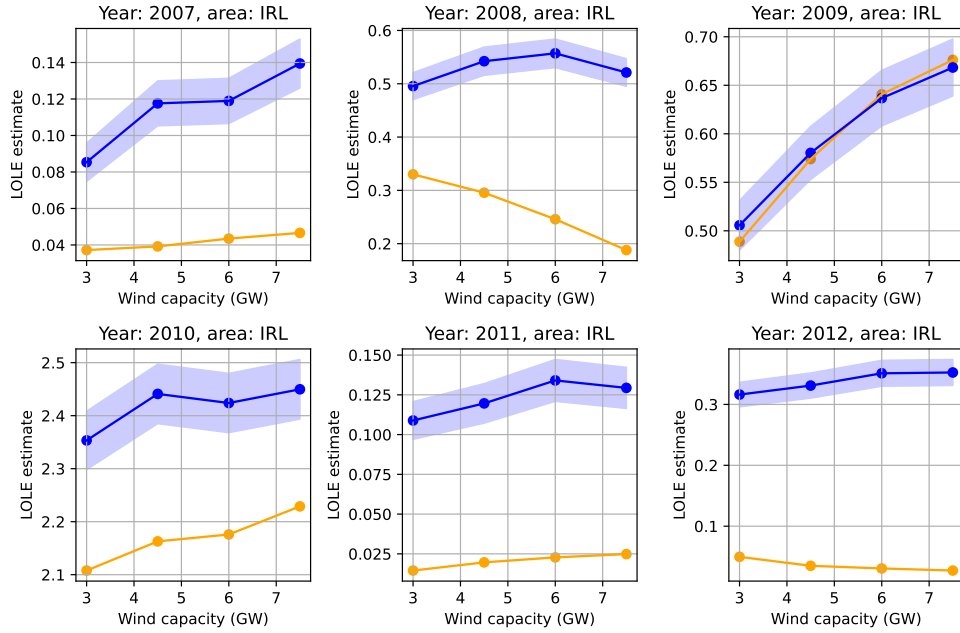 Year: 2007, area: IRL
LOLE estimate
0.14
0.12
0.10
0.08
0.06
0.04
3 4 5 6 7
Wind capacity (GW)
Year: 2008, area: IRL
LOLE estimate
0.6
0.5
0.4
0.3
0.2
3 4 5 6 7
Wind capacity (GW)
Year: 2009, area: IRL
LOLE estimate
0.70
0.65
0.60
0.55
0.50
3 4 5 6 7
Wind capacity (GW)
Year: 2010, area: IRL
LOLE estimate
2.5
2.4
2.3
2.2
2.1
3 4 5 6 7
Wind capacity (GW)
Year: 2011, area: IRL
LOLE estimate
0.150
0.125
0.100
0.075
0.050
0.025
3 4 5 6 7
Wind capacity (GW)
Year: 2012, area: IRL
LOLE estimate
0.3
0.2
0.1
3 4 5 6 7
Wind capacity (GW)